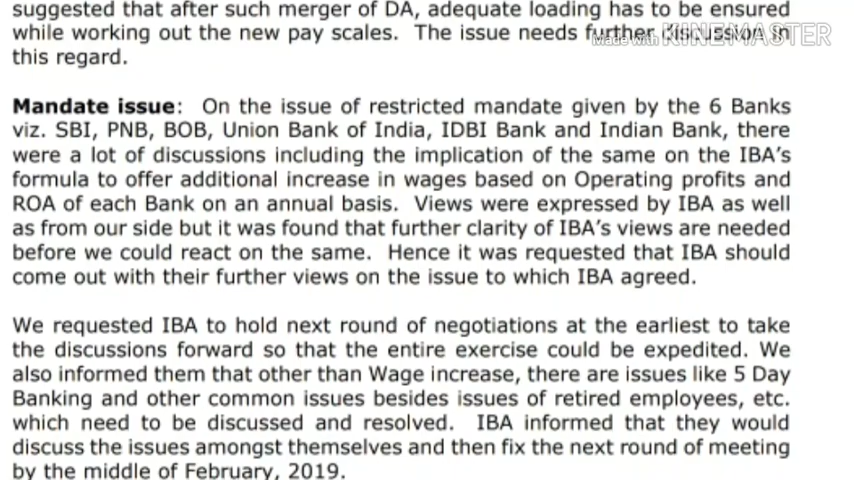 suggested that after such merger of DA, adequate loading has to be ensured
while working out the new pay scales. The issue needs further discussion in
this regard.
Made with KINEMASTER
Mandate issue: On the issue of restricted mandate given by the 6 Banks
viz. SBI, PNB, BOB, Union Bank of India, IDBI Bank and Indian Bank, there
were a lot of discussions including the implication of the same on the IBA's
formula to offer additional increase in wages based on Operating profits and
ROA of each Bank on an annual basis. Views were expressed by IBA as well
as from our side but it was found that further clarity of IBA's views are needed
before we could react on the same. Hence it was requested that IBA should
come out with their further views on the issue to which IBA agreed.
We requested IBA to hold next round of negotiations at the earliest to take
the discussions forward so that the entire exercise could be expedited. We
also informed them that other than Wage increase, there are issues like 5 Day
Banking and other common issues besides issues of retired employees, etc.
which need to be discussed and resolved. IBA informed that they would
discuss the issues amongst themselves and then fix the next round of meeting
by the middle of February, 2019.